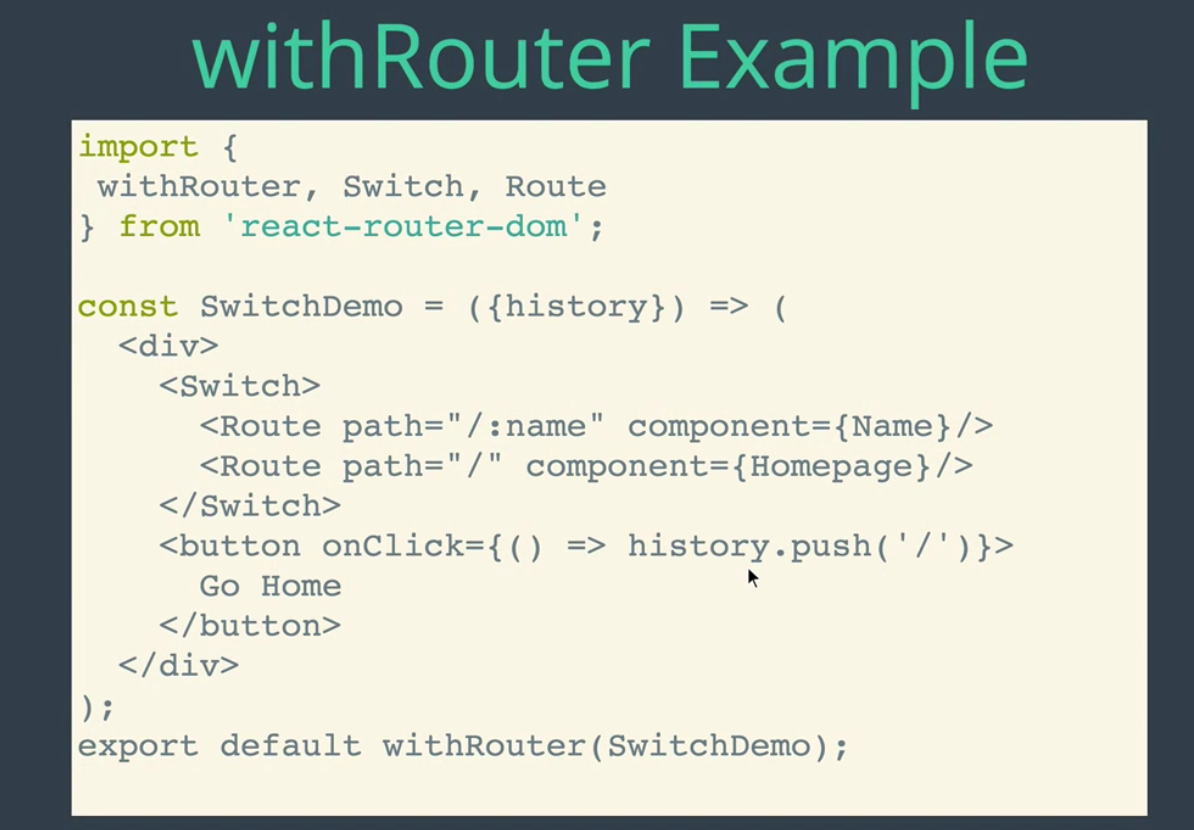 withRouter Example
import {
 withRouter, Switch, Route
} from 'react-router-dom';

const SwitchDemo = ({history}) => (
  <div>
    <Switch>
      <Route path="/:name" component={Name}/>
      <Route path="/" component={Homepage}/>
    </Switch>
    <button onClick={() => history.push('/')}>
      Go Home
    </button>
  </div>
);
export default withRouter(SwitchDemo);